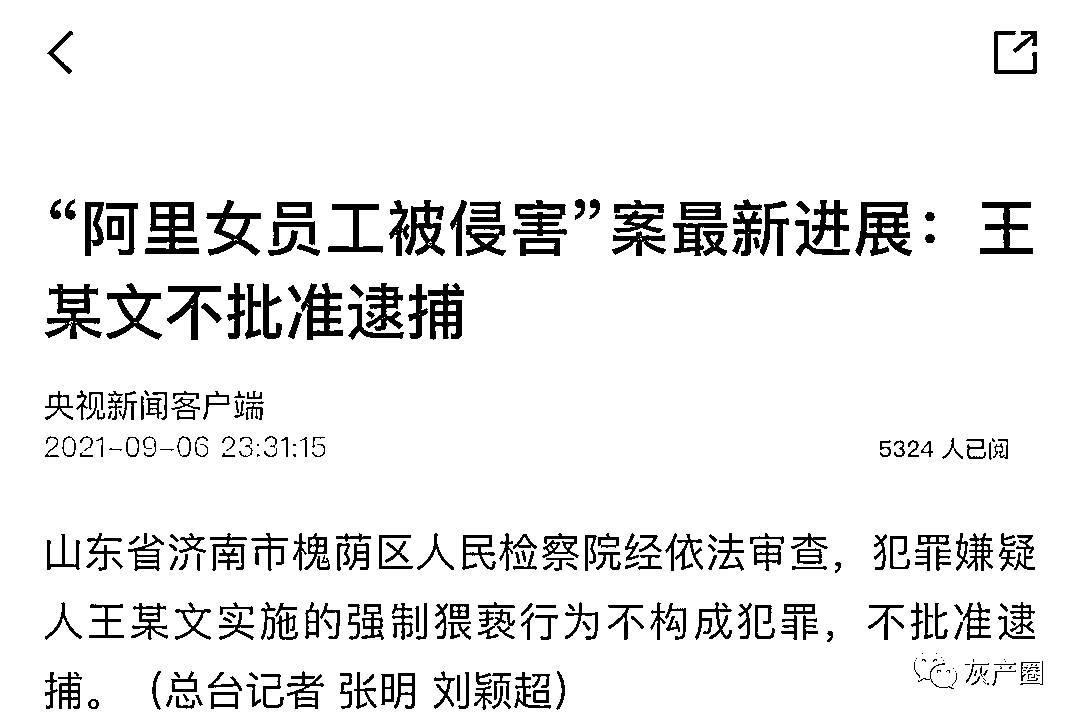 “阿里女员工被侵害”案最新进展：王
某文不批准逮捕
央视新闻客户端
2021-09-06 23:31:15
5324 人已阅
山东省济南市槐荫区人民检察院经依法审查，犯罪嫌疑
人王某文实施的强制猥亵行为不构成犯罪，不批准逮
捕。（总台记者 张明 刘颖超）
灰产圈